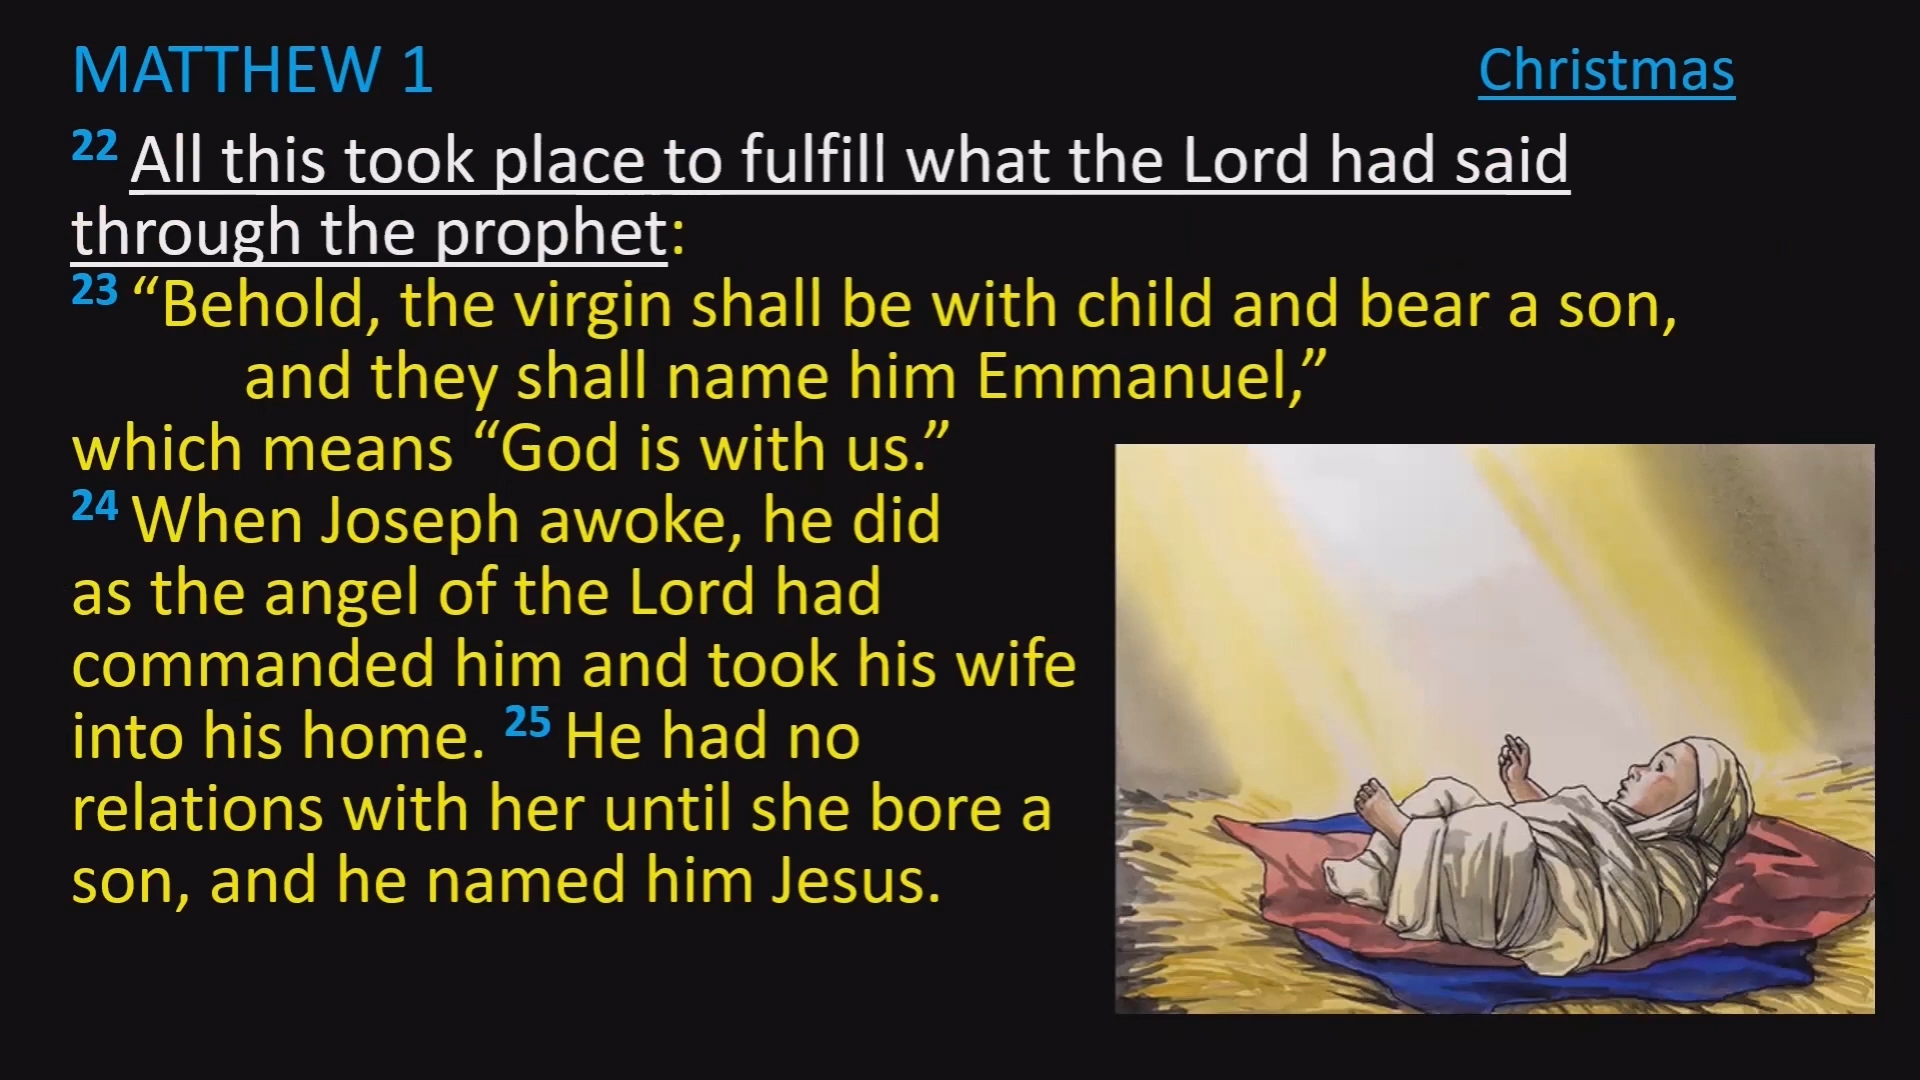 MATTHEW 1
Christmas
22 All this took place to fulfill what the Lord had said
through the prophet:
23 “Behold, the virgin shall be with child and bear a son,
and they shall name him Emmanuel,”
which means “God is with us.”
24 When Joseph awoke, he did
as the angel of the Lord had
commanded him and took his wife
into his home. 25 He had no
relations with her until she bore a
son, and he named him Jesus.